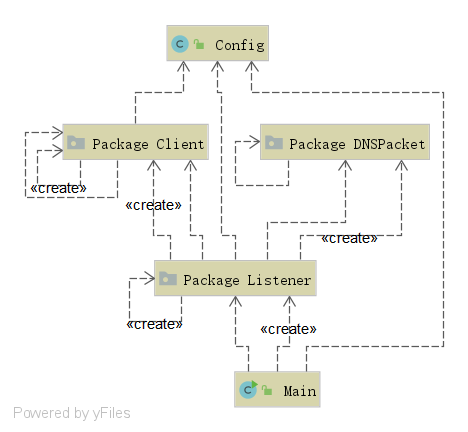 Config
Package Client
Package DNSPacket
«create»
«create»
«create»
Package Listener
«create»
«create»
Main
Powered by yFiles